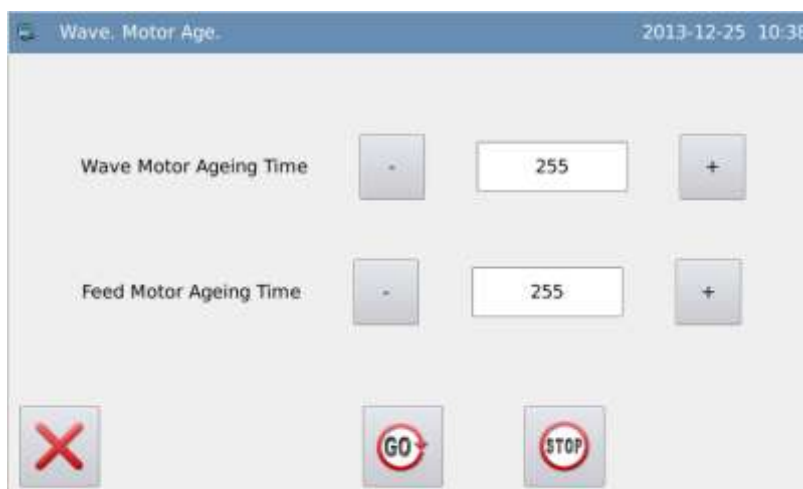 Wave. Motor Age. 2013-12-25 10:38
Wave Motor Ageing Time - 255 +
Feed Motor Ageing Time - 255 +
GO STOP